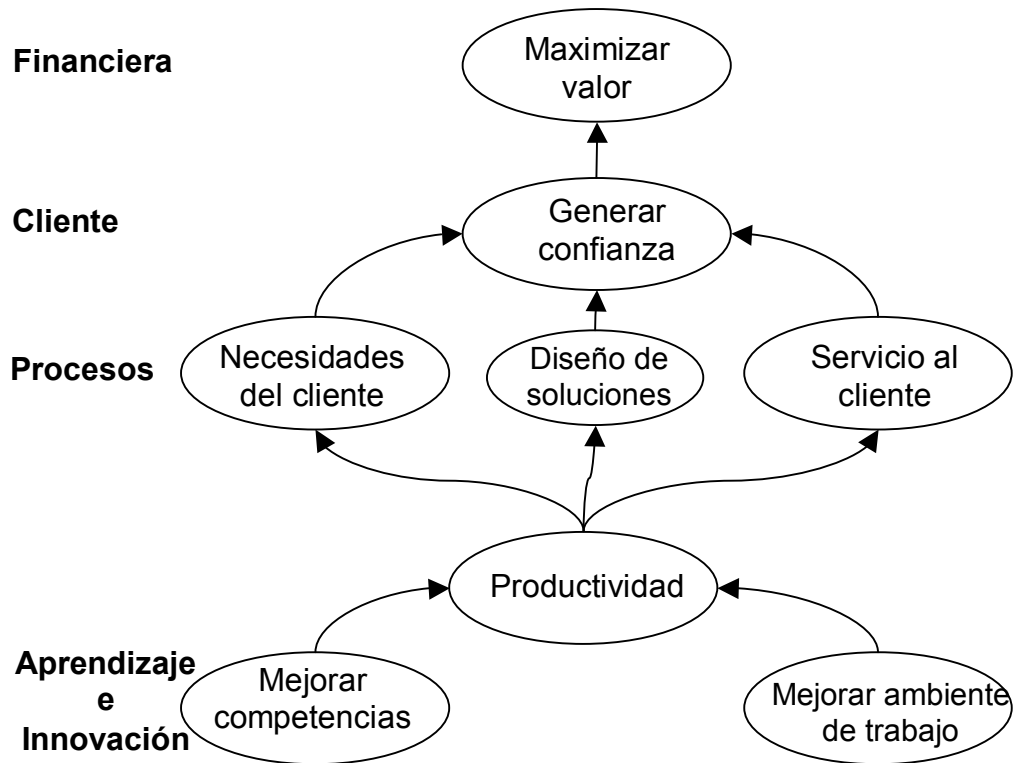 Financiera
Maximizar
valor
Cliente
Generar
confianza
Procesos
Necesidades
del cliente
Diseño de
soluciones
Servicio al
cliente
Productividad
Aprendizaje
e
Innovación
Mejorar
competencias
Mejorar ambiente
de trabajo